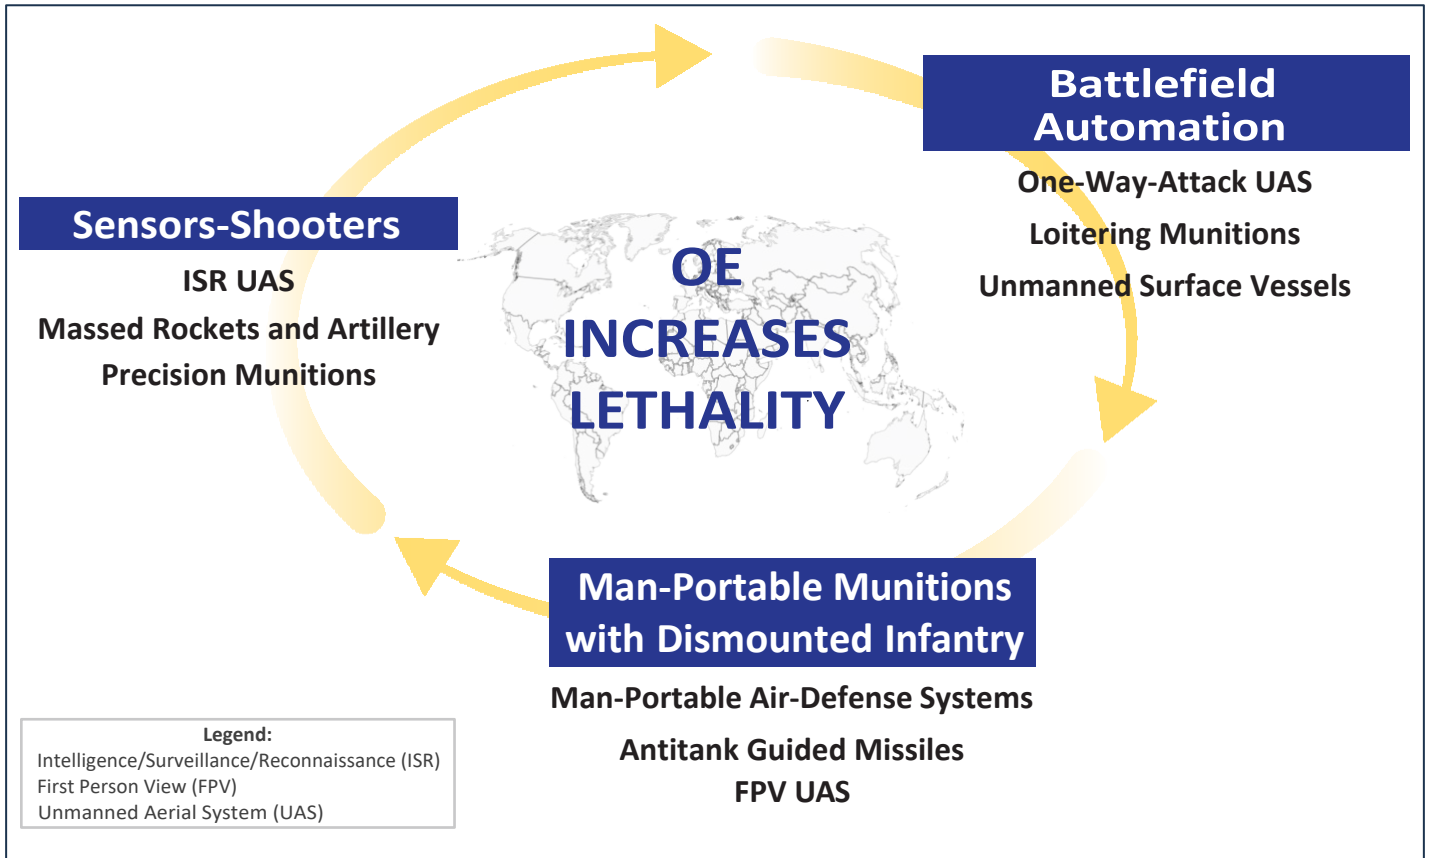 Battlefield
Automation
One-Way-Attack UAS
Loitering Munitions
Unmanned Surface Vessels
Sensors-Shooters
ISR UAS
Massed Rockets and Artillery
Precision Munitions
OE
INCREASES
LETHALITY
Man-Portable Munitions
with Dismounted Infantry
Man-Portable Air-Defense Systems
Antitank Guided Missiles
FPV UAS
Legend:
Intelligence/Surveillance/Reconnaissance (ISR)
First Person View (FPV)
Unmanned Aerial System (UAS)